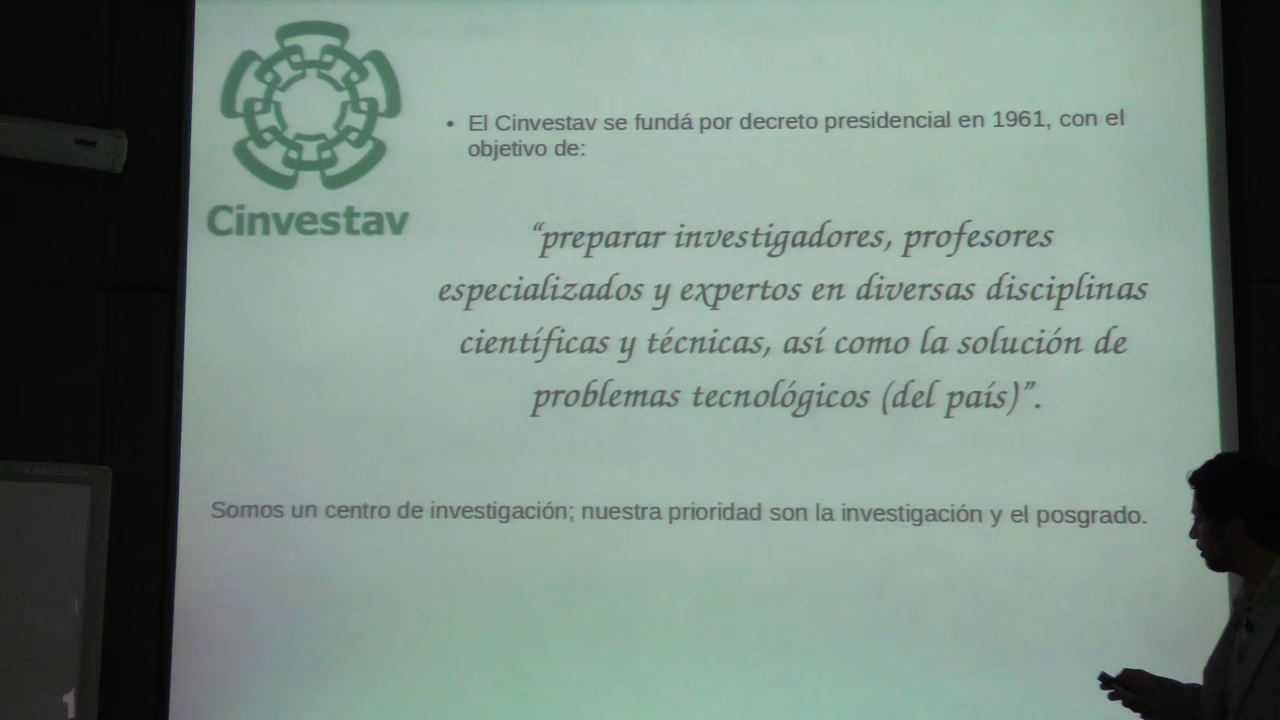 Cinvestav
• El Cinvestav se fundá por decreto presidencial en 1961, con el
objetivo de:
“preparar investigadores, profesores
especializados y expertos en diversas disciplinas
científicas y técnicas, así como la solución de
problemas tecnológicos (del país)”.
Somos un centro de investigación; nuestra prioridad son la investigación y el posgrado.